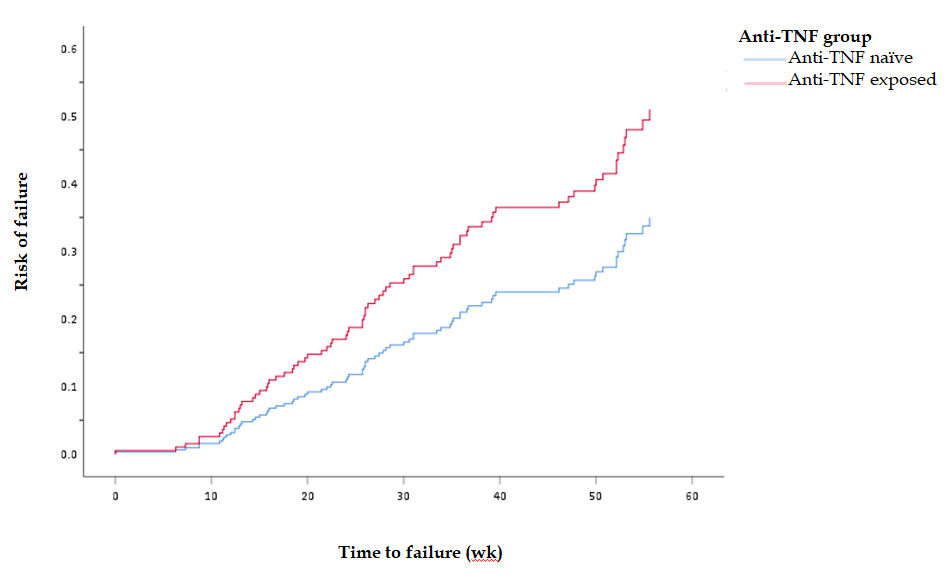 Anti-TNF group
Anti-TNF naïve
Anti-TNF exposed
Risk of failure
0.6
0.5
0.4
0.3
0.2
0.1
0.0
0 10 20 30 40 50 60
Time to failure (wk)